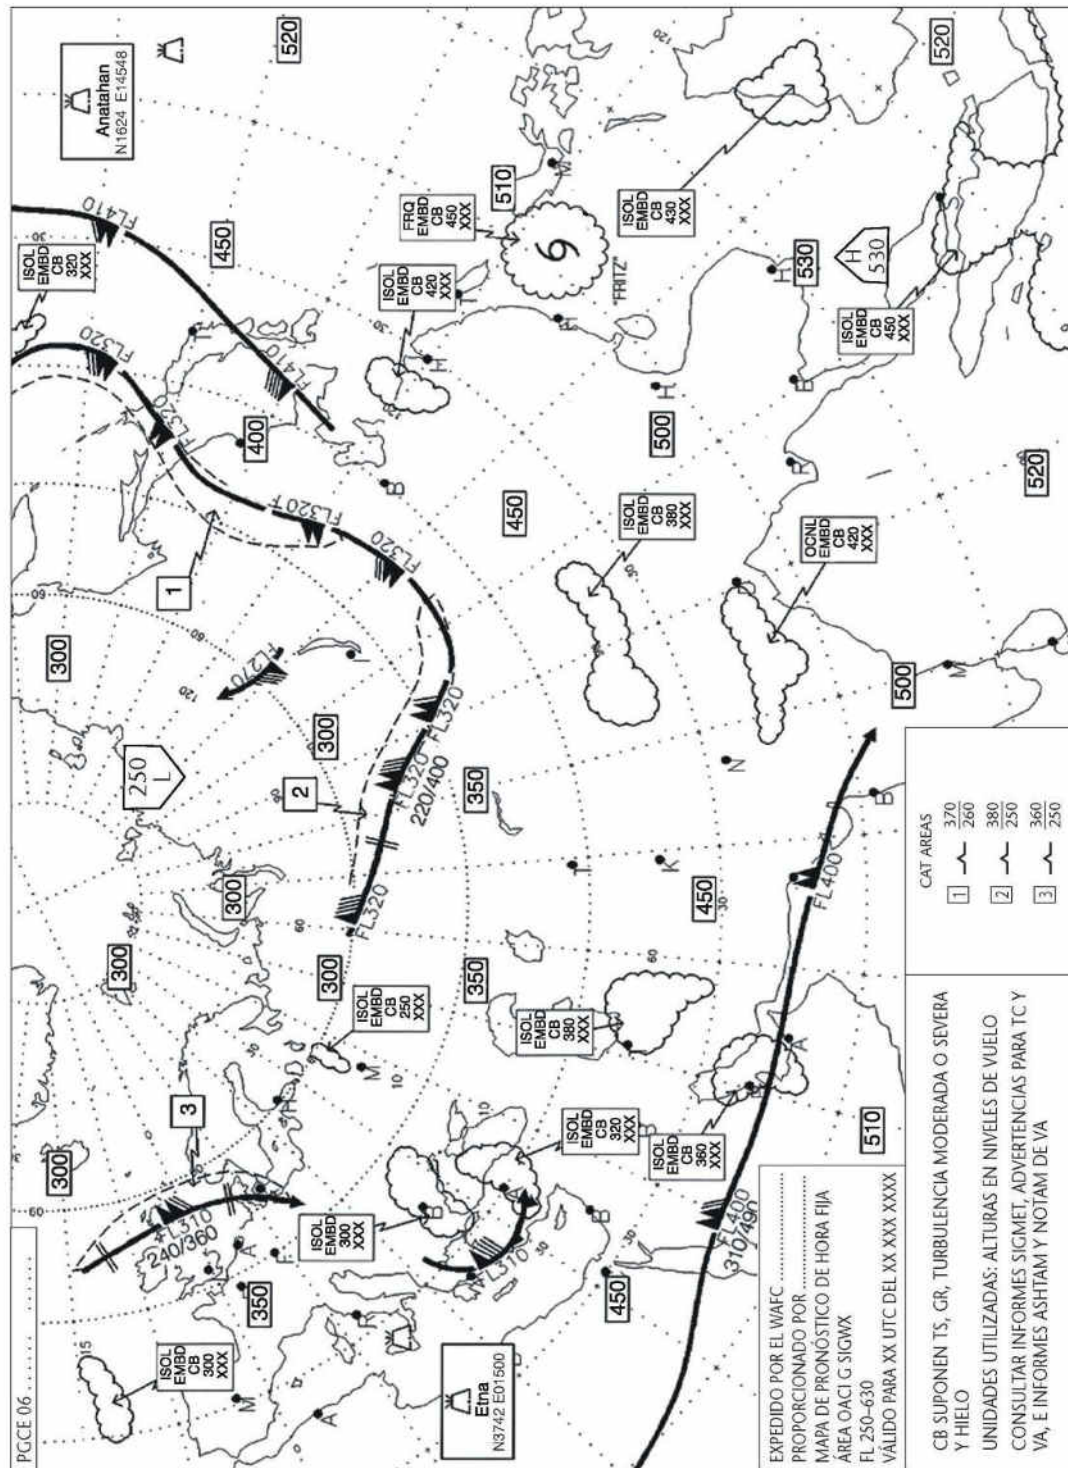 PGCE 06
Anatahan
N1624 E14548
ISOL
EMBD
CB
320
XXX
FL410
FL320
FL410
FL320
FL320
FL320
FL270
FL320
FL320
220/400
FL320
FL310
240/360
FL310
FL400
310/490
FL400
520
450
510
520
400
530
H
530
500
450
520
500
300
300
250
L
350
300
300
300
350
450
300
350
450
510
1
2
3
FRQ
EMBD
CB
450
XXX
"FRITZ"
ISOL
EMBD
CB
420
XXX
ISOL
EMBD
CB
430
XXX
ISOL
EMBD
CB
450
XXX
ISOL
EMBD
CB
380
XXX
OCNL
EMBD
CB
420
XXX
ISOL
EMBD
CB
250
XXX
ISOL
EMBD
CB
380
XXX
ISOL
EMBD
CB
320
XXX
ISOL
EMBD
CB
360
XXX
ISOL
EMBD
300
XXX
ISOL
EMBD
CB
300
XXX
Etna
N3742 E01500
EXPEDIDO POR EL WAFC
PROPORCIONADO POR
MAPA DE PRONÓSTICO DE HORA FIJA
ÁREA OACI G SIGWX
FL 250–630
VÁLIDO PARA XX UTC DEL XX XXX XXXX
CB SUPONEN TS, GR, TURBULENCIA MODERADA O SEVERA
Y HIELO
UNIDADES UTILIZADAS: ALTURAS EN NIVELES DE VUELO
CONSULTAR INFORMES SIGMET, ADVERTENCIAS PARA TC Y
VA, E INFORMES ASHTAM Y NOTAM DE VA
CAT AREAS
1 370
260
2 380
250
3 360
250